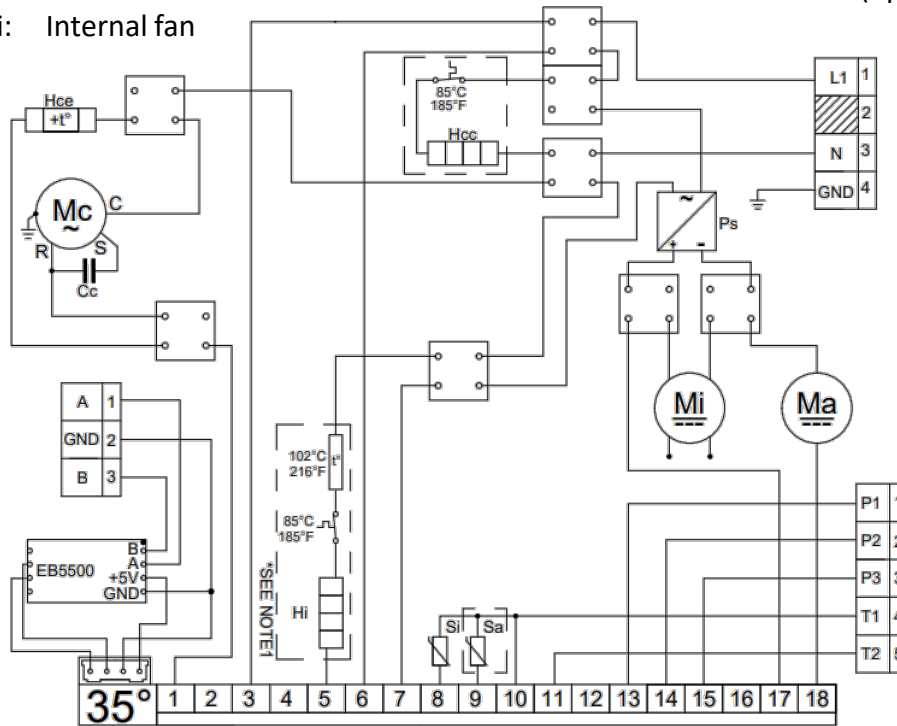 i: Internal fan
L1 1
2
N 3
GND 4
Hce
+t°
85°C
185°F
Hcc
Mc
~
C
R
S
Cc
~
Ps
+ -
Mi
Ma
A 1
GND 2
B 3
102°C
216°F
t°
85°C
185°F
*SEE NOTE1
Hi
EB5500
B
A
+5V
GND
Si
Sa
P1
P2
P3
T1
T2
35°
1 2 3 4 5 6 7 8 9 10 11 12 13 14 15 16 17 18